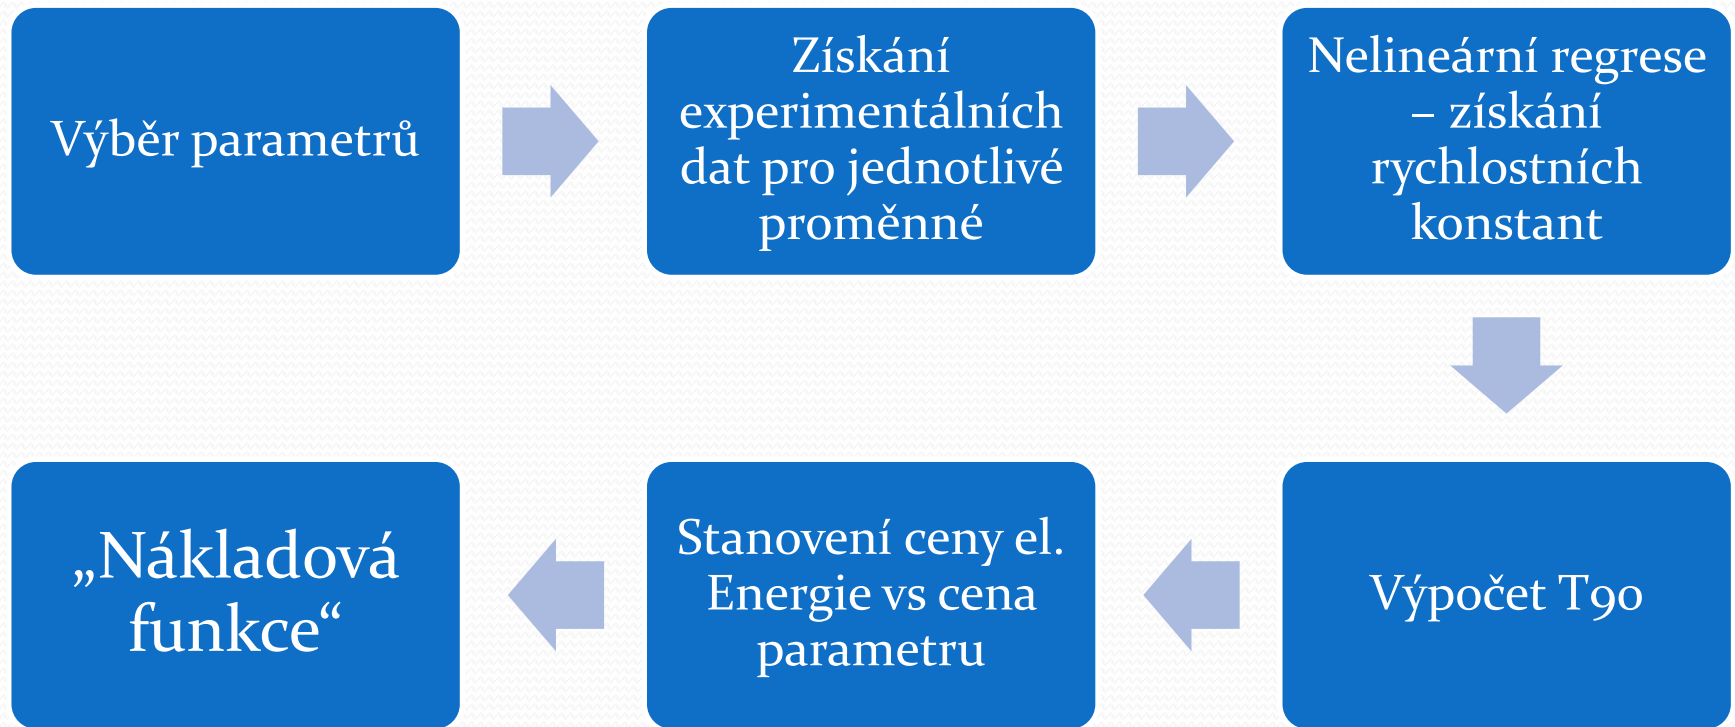 Výběr parametrů
Získání
experimentálních
dat pro jednotlivé
proměnné
Nelineární regrese
– získání
rychlostních
konstant
Výpočet T90
Stanovení ceny el.
Energie vs cena
parametru
„Nákladová
funkce“